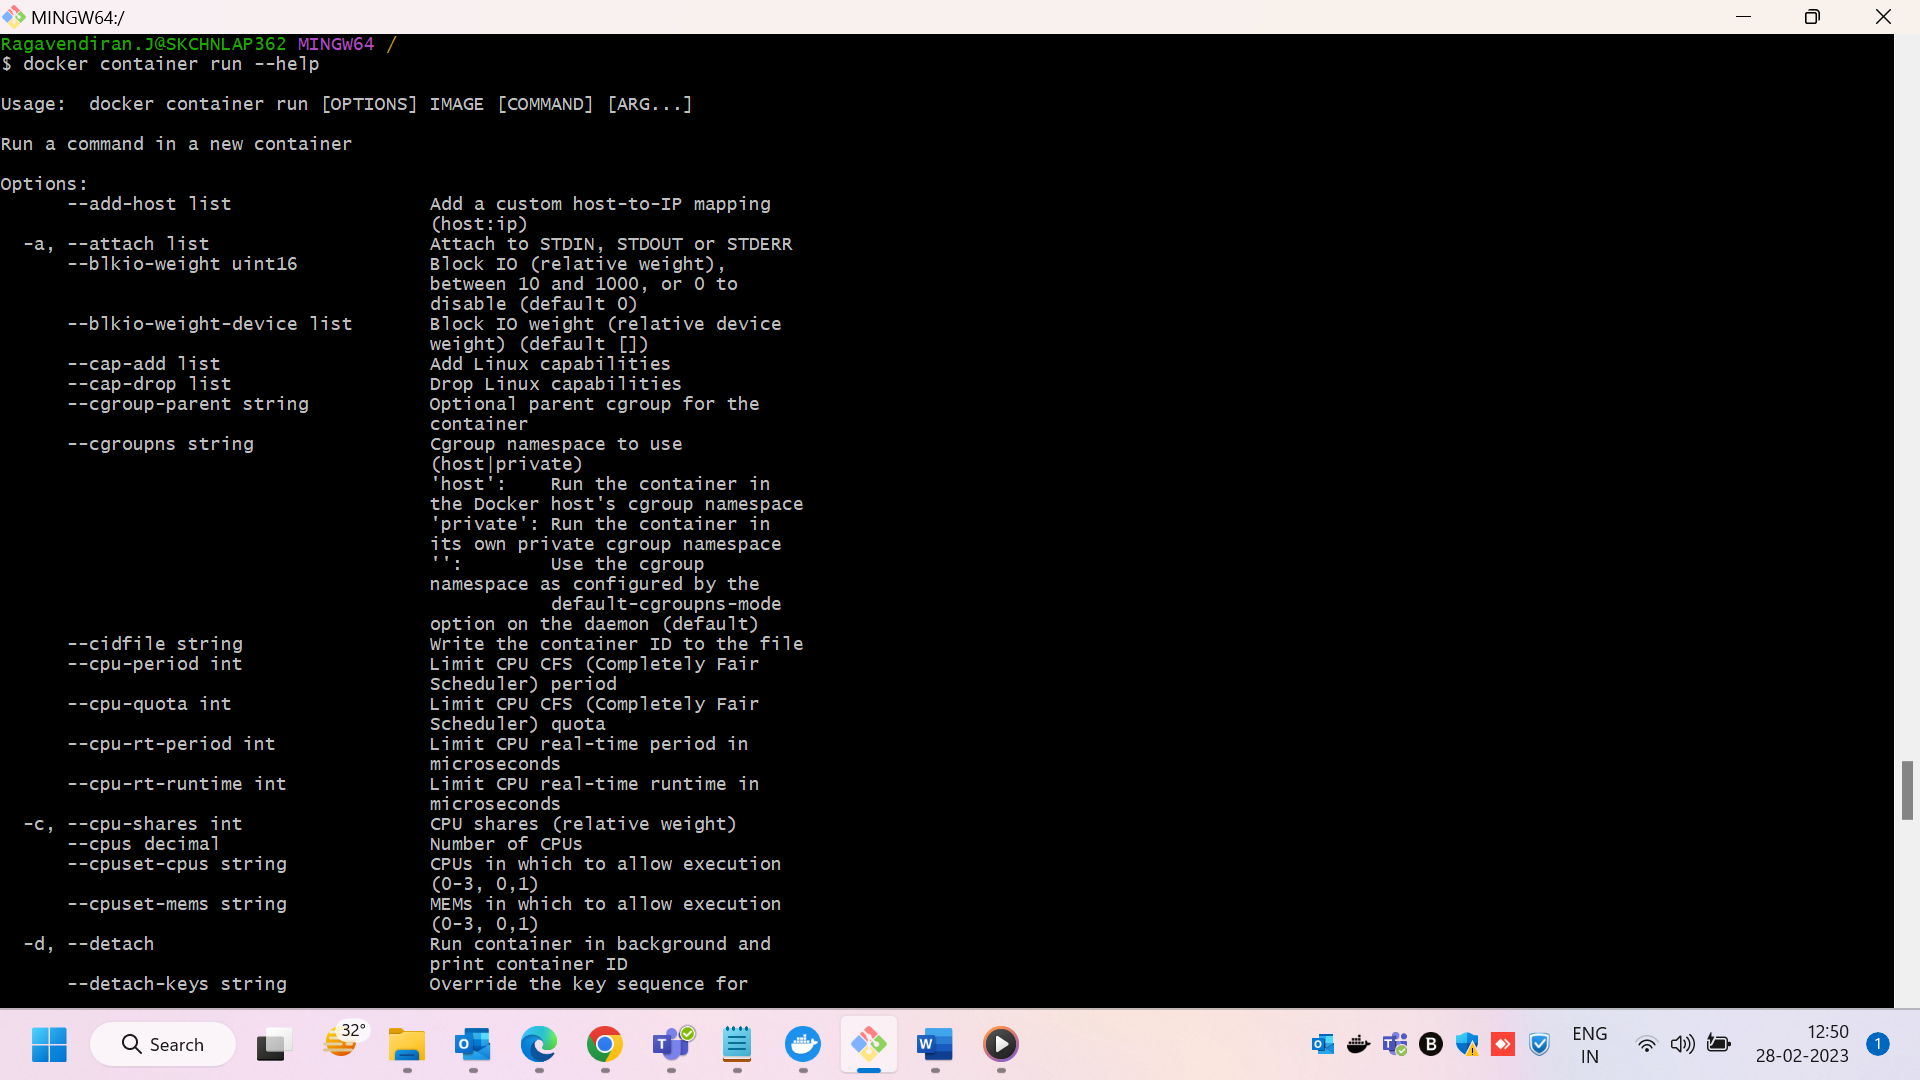 MINGW64:/
Ragavendiran.J@SKCHNLAP362 MINGW64 /
$ docker container run --help
Usage:  docker container run [OPTIONS] IMAGE [COMMAND] [ARG...]
Run a command in a new container
Options:
      --add-host list                  Add a custom host-to-IP mapping
                                       (host:ip)
  -a, --attach list                    Attach to STDIN, STDOUT or STDERR
      --blkio-weight uint16            Block IO (relative weight),
                                       between 10 and 1000, or 0 to
                                       disable (default 0)
      --blkio-weight-device list       Block IO weight (relative device
                                       weight) (default [])
      --cap-add list                   Add Linux capabilities
      --cap-drop list                  Drop Linux capabilities
      --cgroup-parent string           Optional parent cgroup for the
                                       container
      --cgroupns string                Cgroup namespace to use
                                       (host|private)
                                       'host':    Run the container in
                                       the Docker host's cgroup namespace
                                       'private': Run the container in
                                       its own private cgroup namespace
                                       '':        Use the cgroup
                                       namespace as configured by the
                                                  default-cgroupns-mode
                                       option on the daemon (default)
      --cidfile string                 Write the container ID to the file
      --cpu-period int                 Limit CPU CFS (Completely Fair
                                       Scheduler) period
      --cpu-quota int                  Limit CPU CFS (Completely Fair
                                       Scheduler) quota
      --cpu-rt-period int              Limit CPU real-time period in
                                       microseconds
      --cpu-rt-runtime int             Limit CPU real-time runtime in
                                       microseconds
  -c, --cpu-shares int                 CPU shares (relative weight)
      --cpus decimal                   Number of CPUs
      --cpuset-cpus string             CPUs in which to allow execution
                                       (0-3, 0,1)
      --cpuset-mems string             MEMs in which to allow execution
                                       (0-3, 0,1)
  -d, --detach                         Run container in background and
                                       print container ID
      --detach-keys string             Override the key sequence for
Search
32°
ENG
IN
12:50
28-02-2023
1